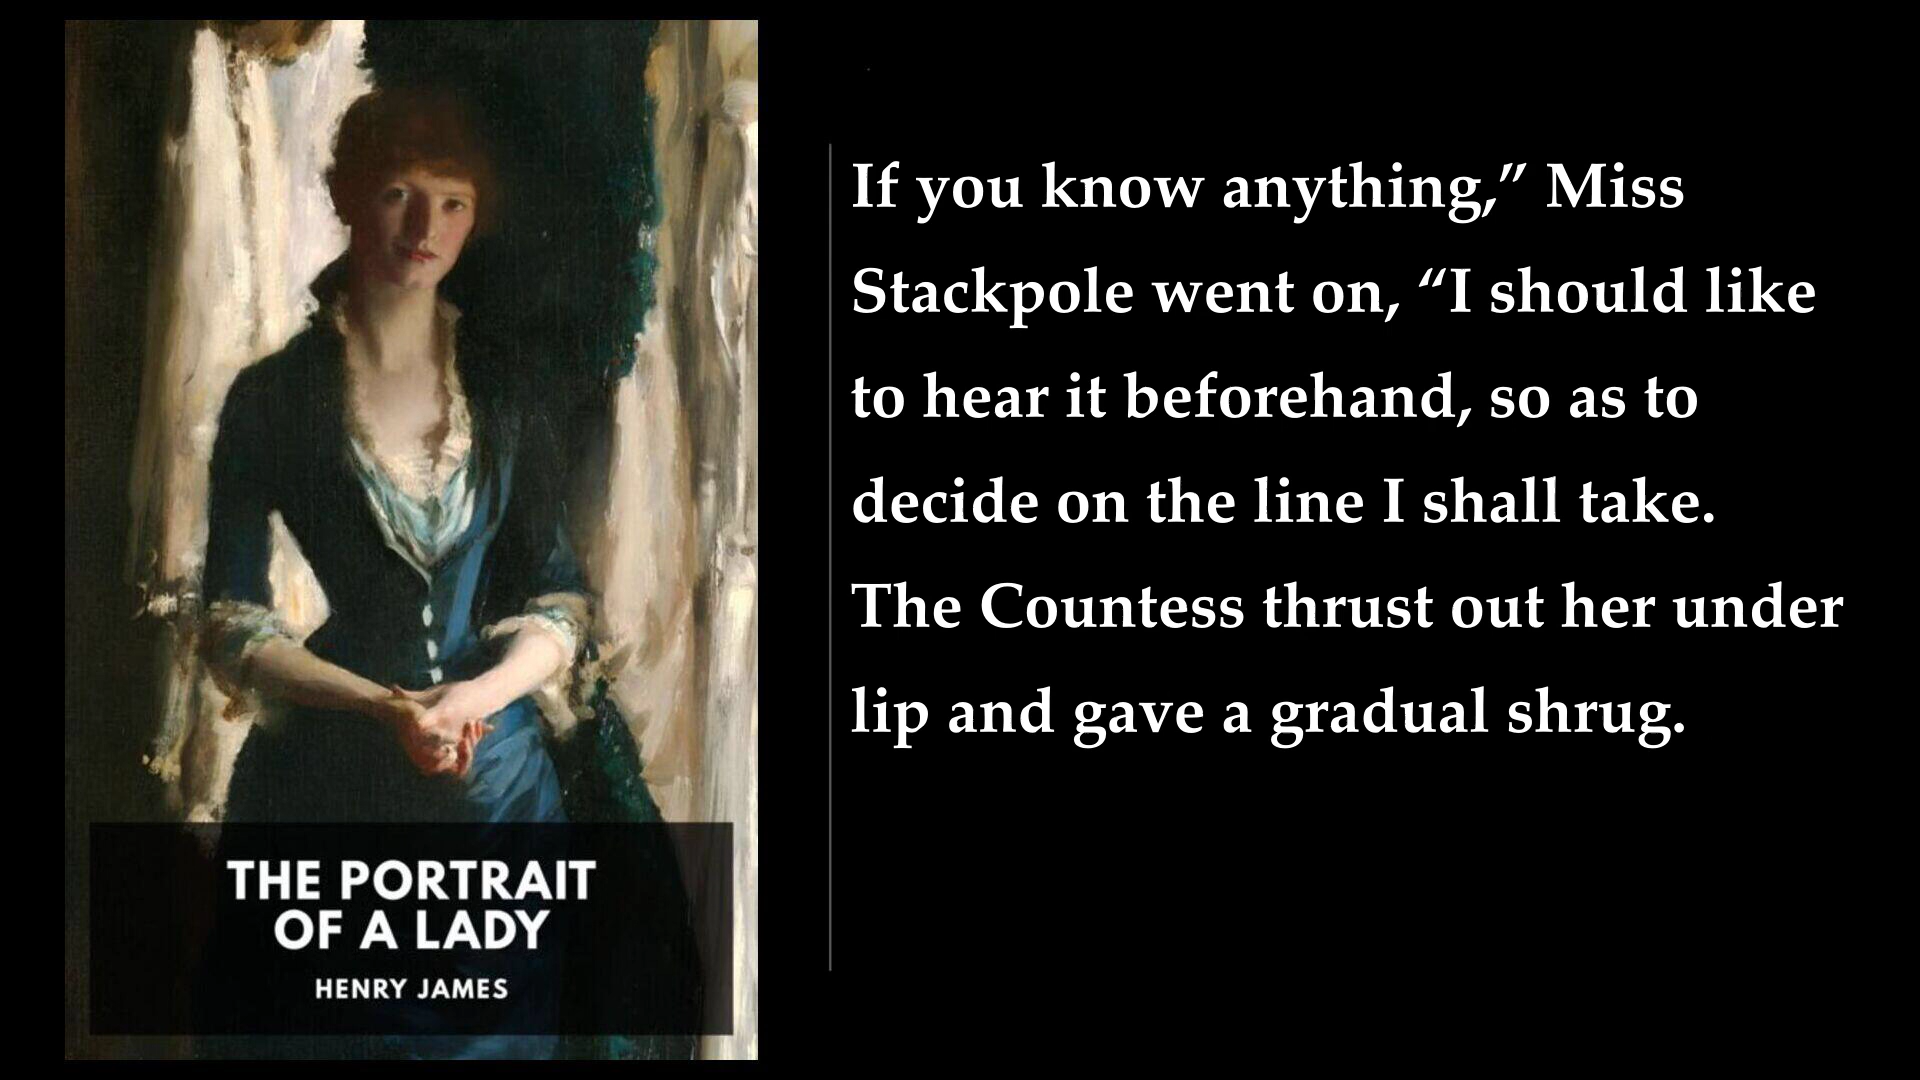 If you know anything,” Miss
Stackpole went on, “I should like
to hear it beforehand, so as to
decide on the line I shall take.
The Countess thrust out her under
lip and gave a gradual shrug.
THE PORTRAIT
OF A LADY
HENRY JAMES